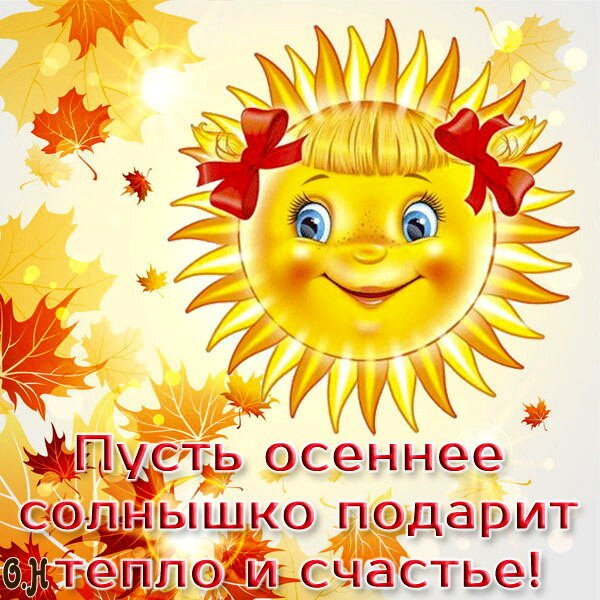 Пусть осеннее
солнышко подарит
тепло и счастье!
О.Н